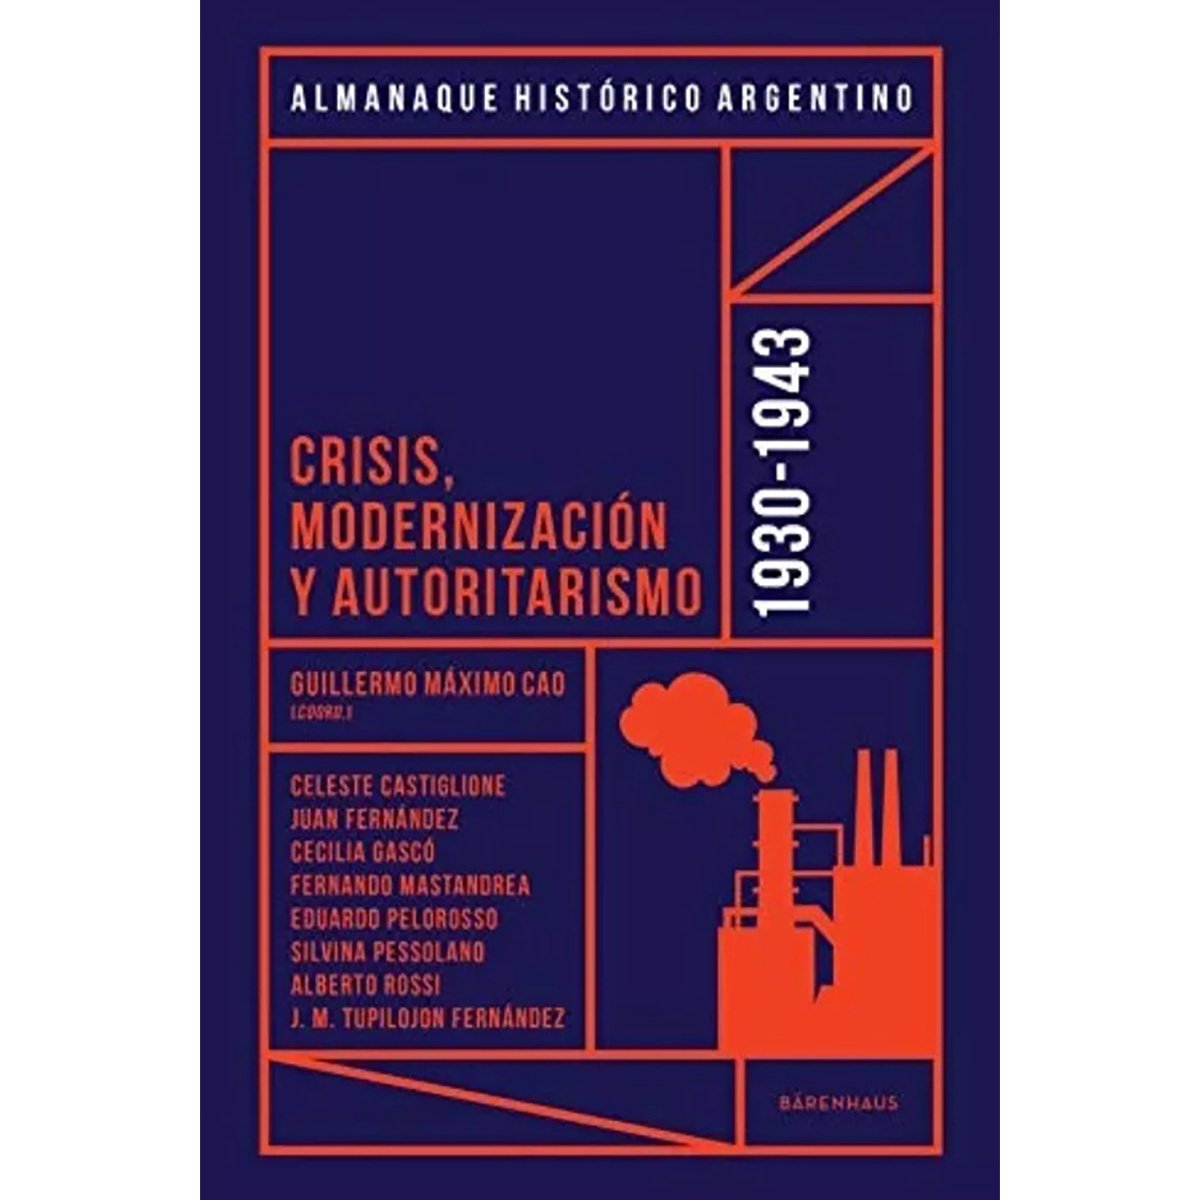 ALMANAQUE HISTÓRICO ARGENTINO
1930-1943
CRISIS,
MODERNIZACIÓN
Y AUTORITARISMO
GUILLERMO MÁXIMO CAO
(COORD.)
CELESTE CASTIGLIONE
JUAN FERNÁNDEZ
CECILIA GASCÓ
FERNANDO MASTANDREA
EDUARDO PELOROSSO
SILVINA PESSOLANO
ALBERTO ROSSI
J. M. TUPILOJON FERNÁNDEZ
BÄRENHAUS